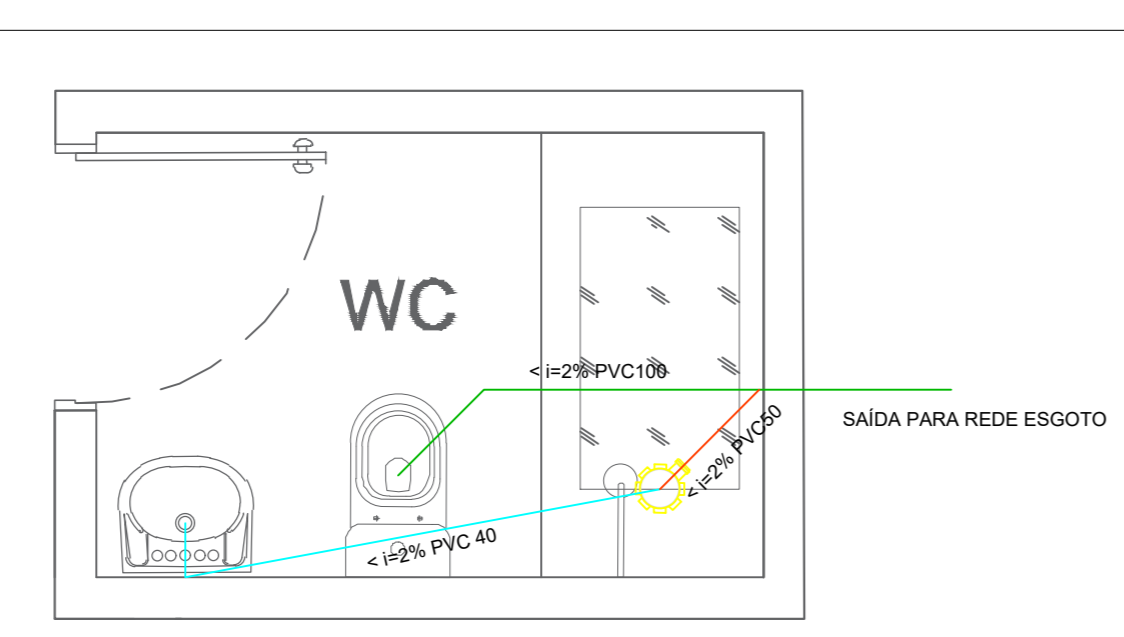 WC
< i=2% PVC100
SAÍDA PARA REDE ESGOTO
< i=2% PVC50
< i=2% PVC 40